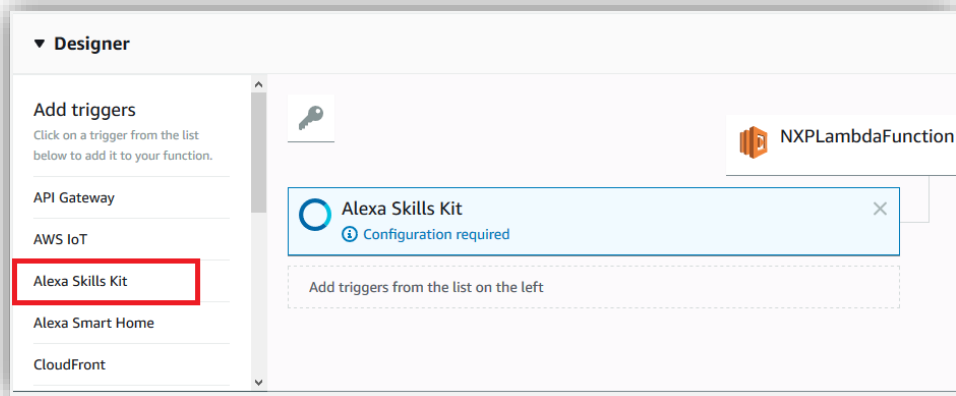 Designer
Add triggers
Click on a trigger from the list
below to add it to your function.
API Gateway
AWS IoT
Alexa Skills Kit
Alexa Smart Home
CloudFront
NXPLambdaFunction
Alexa Skills Kit
Configuration required
Add triggers from the list on the left